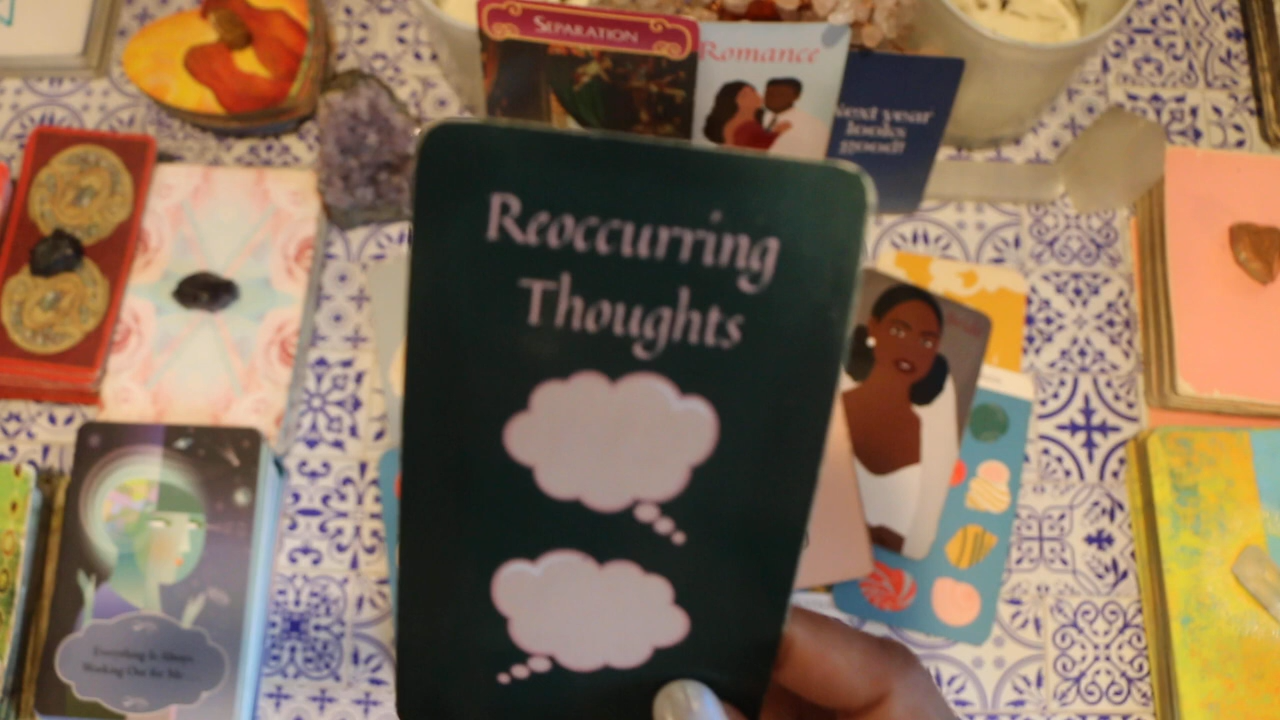 SEPARATION
Romance
Next year
looks
good!
Reoccurring
Thoughts
Everything Is Always
Working Out for Me